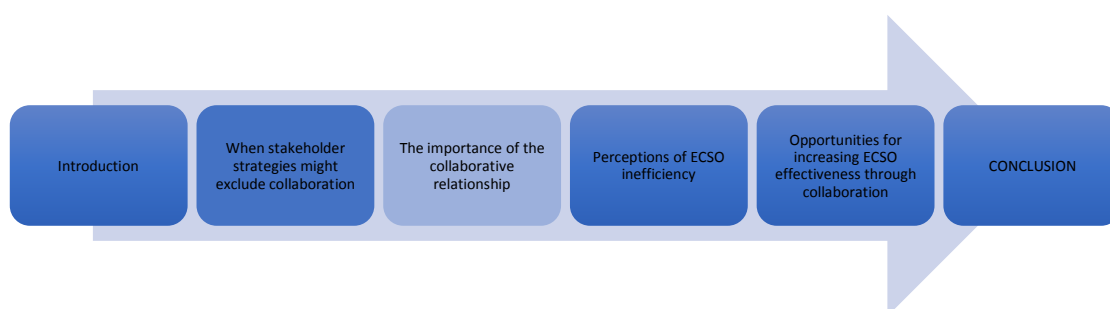 Introduction
When stakeholder
strategies might
exclude collaboration
The importance of the
collaborative
relationship
Perceptions of ECSO
inefficiency
Opportunities for
increasing ECSO
effectiveness through
collaboration
CONCLUSION